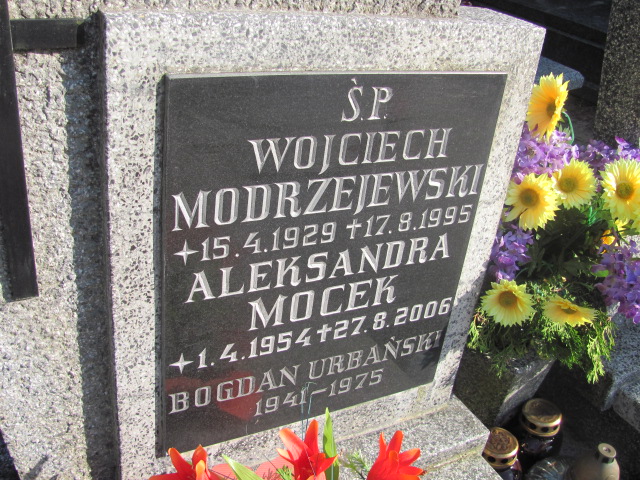 Ś.P.
WOJCIECH
MODRZEJEWSKI
✦15.4.1929 ✝17.8.1995
ALEKSANDRA
MOCEK
✦1.4.1954 ✝27.8.2006
BOGDAN URBAŃSKI
1941-1975